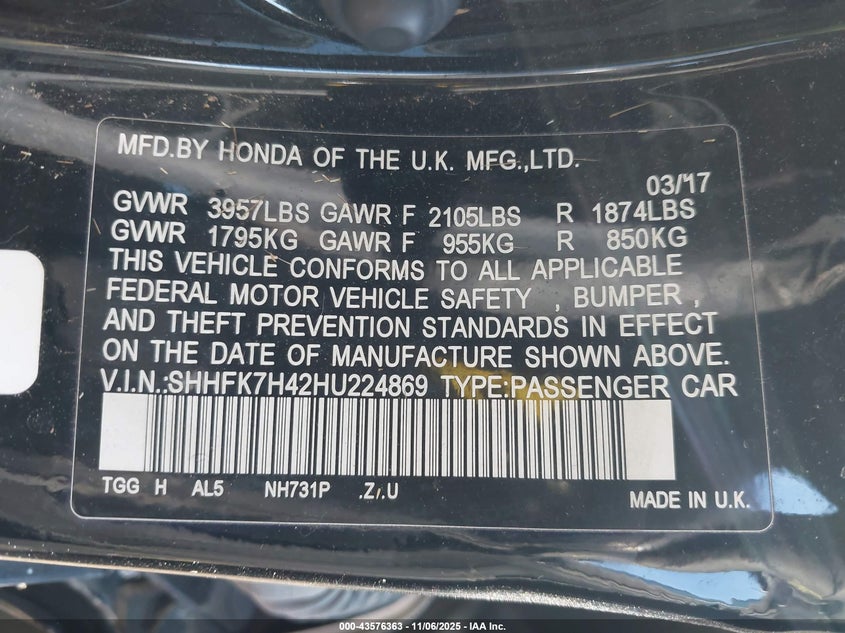 MFD.BY HONDA OF THE U.K. MFG.,LTD.
03/'17
GVWR 3957LBS GAWR F 2105LBS R 1874LBS
GVWR 1795KG GAWR F 955KG R 850KG
THIS VEHICLE CONFORMS TO ALL APPLICABLE
FEDERAL MOTOR VEHICLE SAFETY , BUMPER ,
AND THEFT PREVENTION STANDARDS IN EFFECT
ON THE DATE OF MANUFACTURE SHOWN ABOVE.
V.I.N.:SHHFK7H42HU224869 TYPE:PASSENGER CAR
TGG H AL5 NH731P .Z/.U MADE IN U.K.
000-43576363 - 11/06/2025 - IAA Inc.